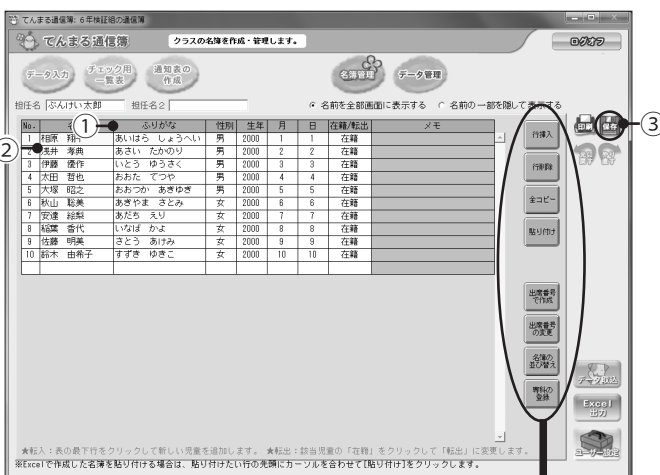 てんまる通信簿: 6年検証組の通信簿
てんまる通信簿 クラスの名簿を作成・管理します。 ログオフ
データ入力 チェック用一覧表 通知表の作成 名簿管理 データ管理
担任名 ぶんけい太郎 担任名2 名前を全部画面に表示する 名前の一部を隠して表示する
No. ① ふりがな 性別 生年 月 日 在籍/転出 メモ
1 相原 あいはら しょうへい 男 2000 1 1 在籍
② 浅井 孝典 あさい たかのり 男 2000 2 2 在籍
3 伊藤 優作 いとう ゆうさく 男 2000 3 3 在籍
4 太田 哲也 おおた てつや 男 2000 4 4 在籍
5 大塚 昭之 おおつか あきゆき 男 2000 5 5 在籍
6 秋山 聡美 あきやま さとみ 女 2000 6 6 在籍
7 安達 絵梨 あだち えり 女 2000 7 7 在籍
8 稲葉 香代 いなば かよ 女 2000 8 8 在籍
9 佐藤 明美 さとう あけみ 女 2000 9 9 在籍
10 鈴木 由希子 すずき ゆきこ 女 2000 10 10 在籍
行挿入
行削除
全コピー
貼り付け
出席番号
で作成
出席番号
の変更
名簿の
並び替え
専科の
登録
印刷 保存 ③
データ取込
Excel
出力
ユーザー設定
★転入:表の最下行をクリックして新しい児童を追加します。 ★転出:該当児童の「在籍」をクリックして「転出」に変更します。
※Excelで作成した名簿を貼り付ける場合は、貼り付けたい行の先頭にカーソルを合わせて[貼り付け]をクリックします。